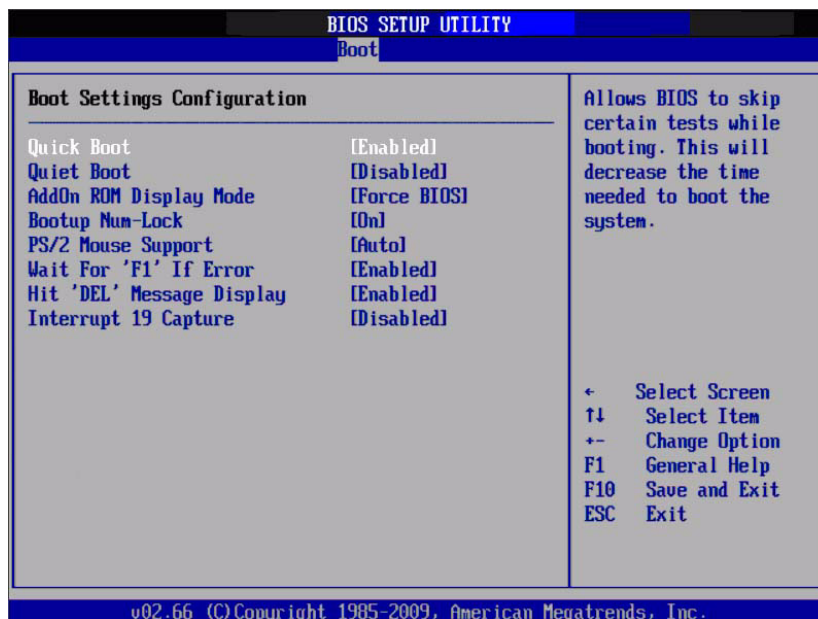 BIOS SETUP UTILITY
Boot
Boot Settings Configuration
Quick Boot [Enabled]
Quiet Boot [Disabled]
AddOn ROM Display Mode [Force BIOS]
Bootup Num-Lock [On]
PS/2 Mouse Support [Auto]
Wait For 'F1' If Error [Enabled]
Hit 'DEL' Message Display [Enabled]
Interrupt 19 Capture [Disabled]
Allows BIOS to skip
certain tests while
booting. This will
decrease the time
needed to boot the
system.
← Select Screen
↑↓ Select Item
+- Change Option
F1 General Help
F10 Save and Exit
ESC Exit
v02.66 (C)Copyright 1985-2009, American Megatrends, Inc.